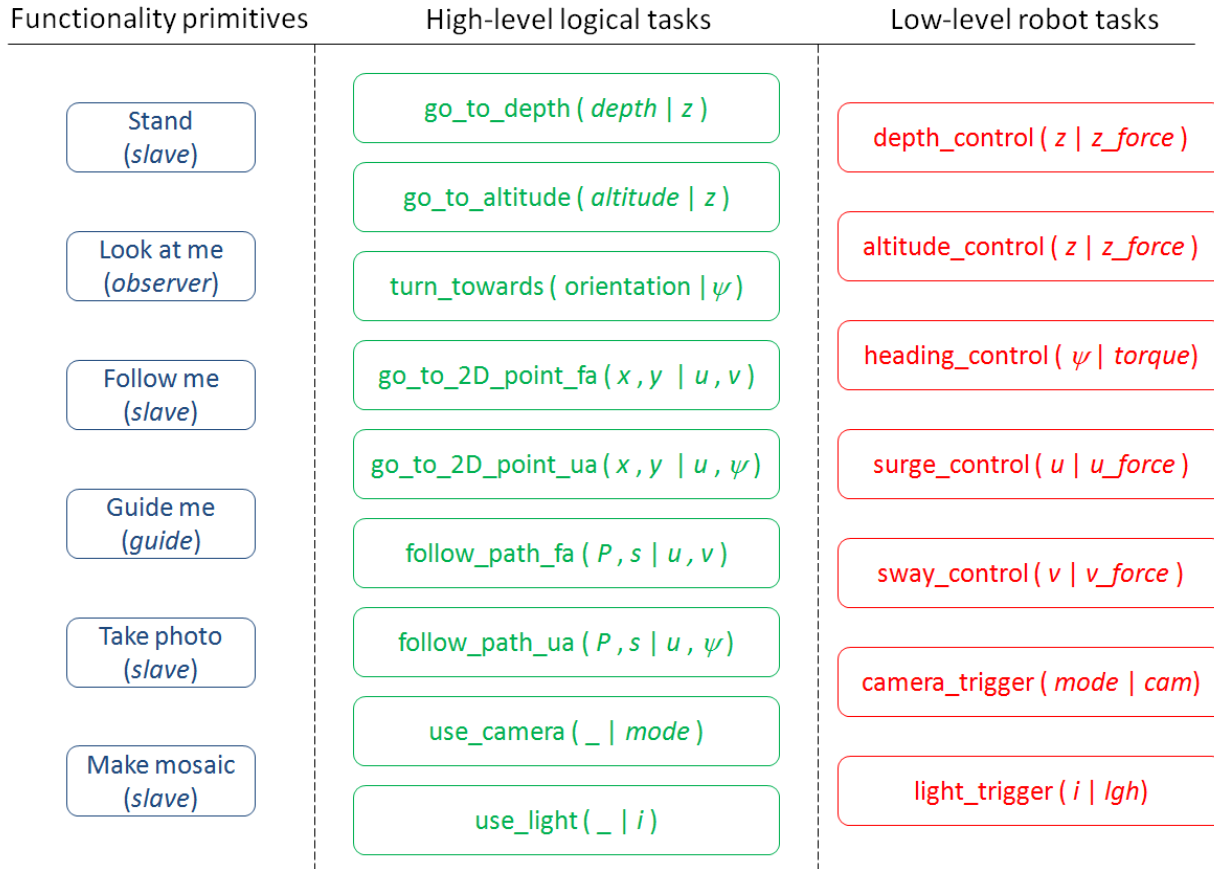 Functionality primitives
High-level logical tasks
Low-level robot tasks
Stand
(slave)
Look at me
(observer)
Follow me
(slave)
Guide me
(guide)
Take photo
(slave)
Make mosaic
(slave)
go_to_depth ( depth | z )
go_to_altitude ( altitude | z )
turn_towards ( orientation | ψ )
go_to_2D_point_fa ( x , y | u , v )
go_to_2D_point_ua ( x , y | u , ψ )
follow_path_fa ( P , s | u , v )
follow_path_ua ( P , s | u , ψ )
use_camera ( _ | mode )
use_light ( _ | i )
depth_control ( z | z_force )
altitude_control ( z | z_force )
heading_control ( ψ | torque)
surge_control ( u | u_force )
sway_control ( v | v_force )
camera_trigger ( mode | cam)
light_trigger ( i | lgh)